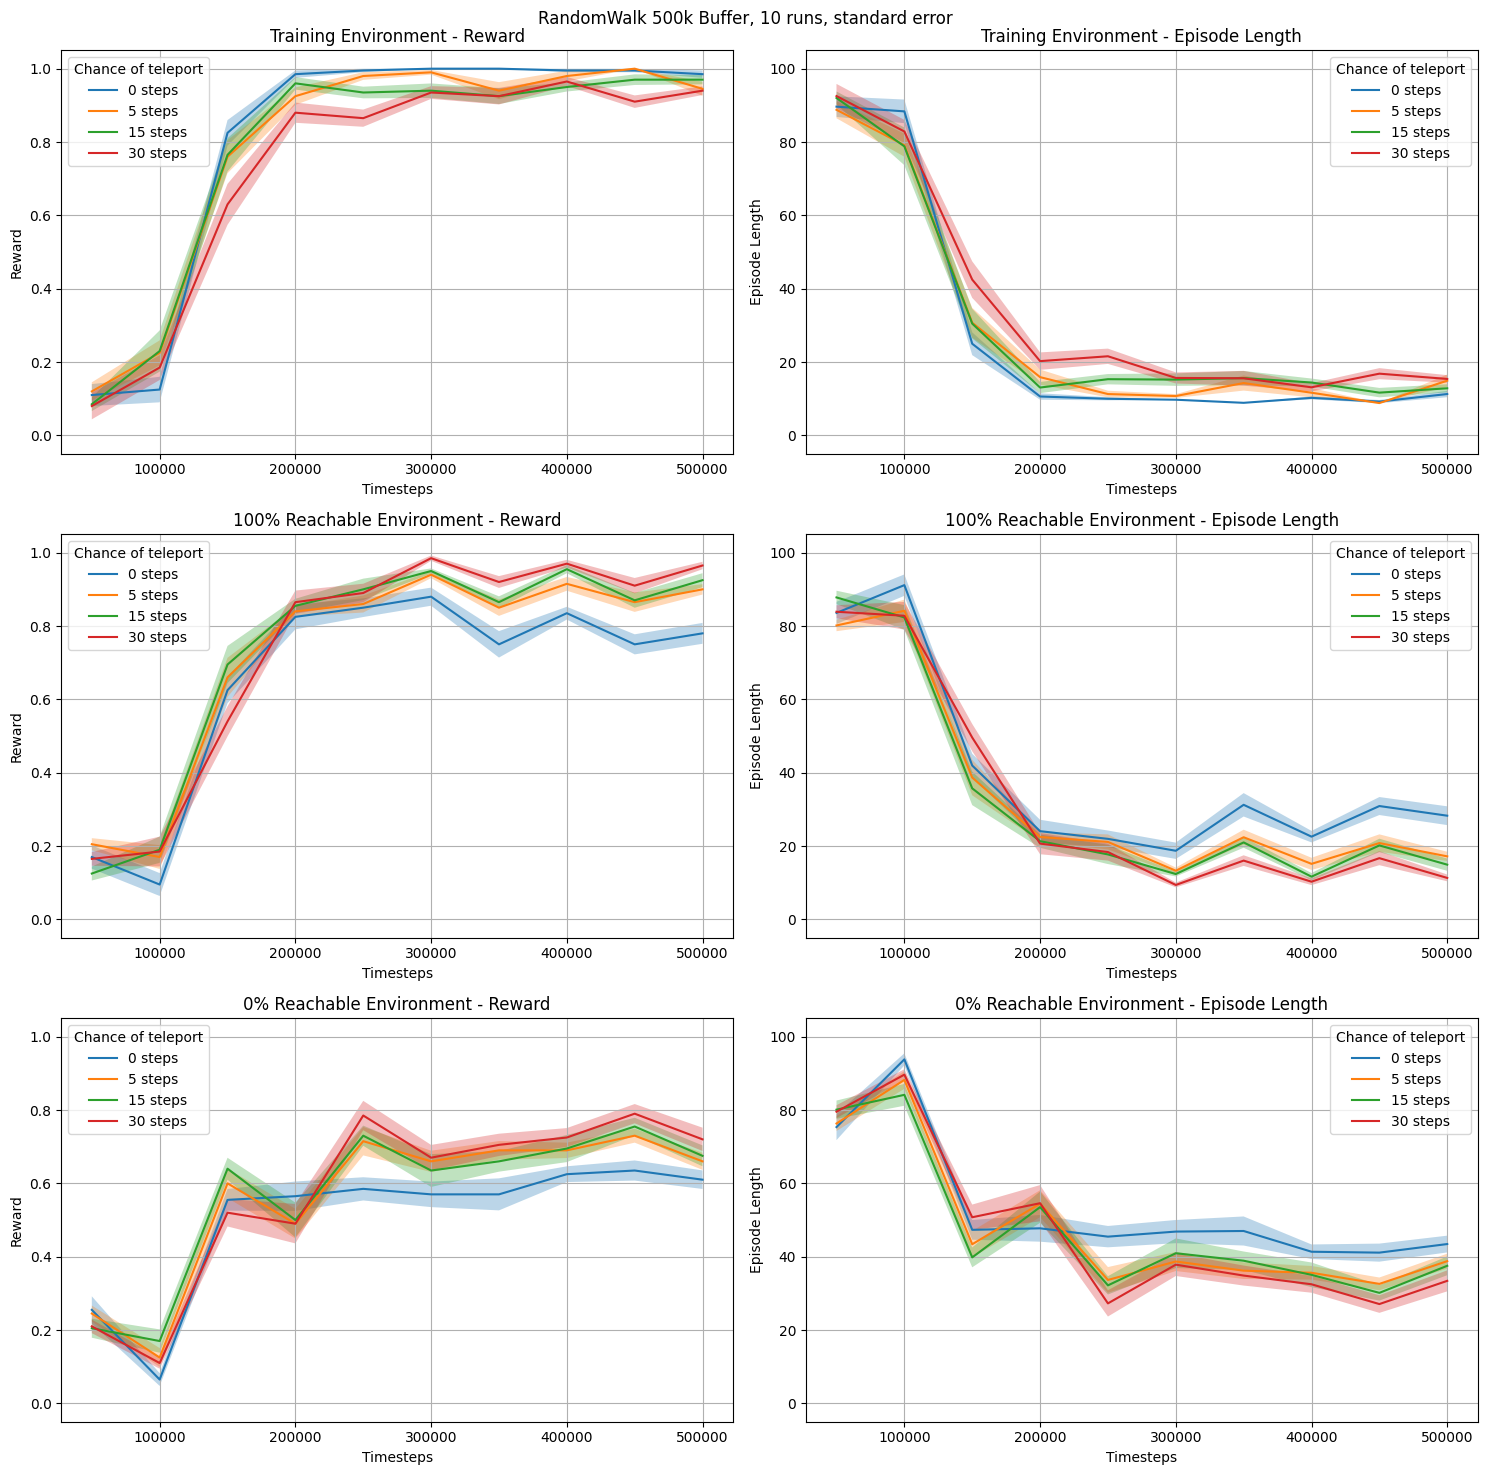 RandomWalk 500k Buffer, 10 runs, standard error
Training Environment - Reward
Chance of teleport
0 steps
5 steps
15 steps
30 steps
1.0
0.8
0.6
0.4
0.2
0.0
Reward
100000
200000
300000
400000
500000
Timesteps
Training Environment - Episode Length
Chance of teleport
0 steps
5 steps
15 steps
30 steps
100
80
60
40
20
0
Episode Length
100000
200000
300000
400000
500000
Timesteps
100% Reachable Environment - Reward
Chance of teleport
0 steps
5 steps
15 steps
30 steps
1.0
0.8
0.6
0.4
0.2
0.0
Reward
100000
200000
300000
400000
500000
Timesteps
100% Reachable Environment - Episode Length
Chance of teleport
0 steps
5 steps
15 steps
30 steps
100
80
60
40
20
0
Episode Length
100000
200000
300000
400000
500000
Timesteps
0% Reachable Environment - Reward
Chance of teleport
0 steps
5 steps
15 steps
30 steps
1.0
0.8
0.6
0.4
0.2
0.0
Reward
100000
200000
300000
400000
500000
Timesteps
0% Reachable Environment - Episode Length
Chance of teleport
0 steps
5 steps
15 steps
30 steps
100
80
60
40
20
0
Episode Length
100000
200000
300000
400000
500000
Timesteps